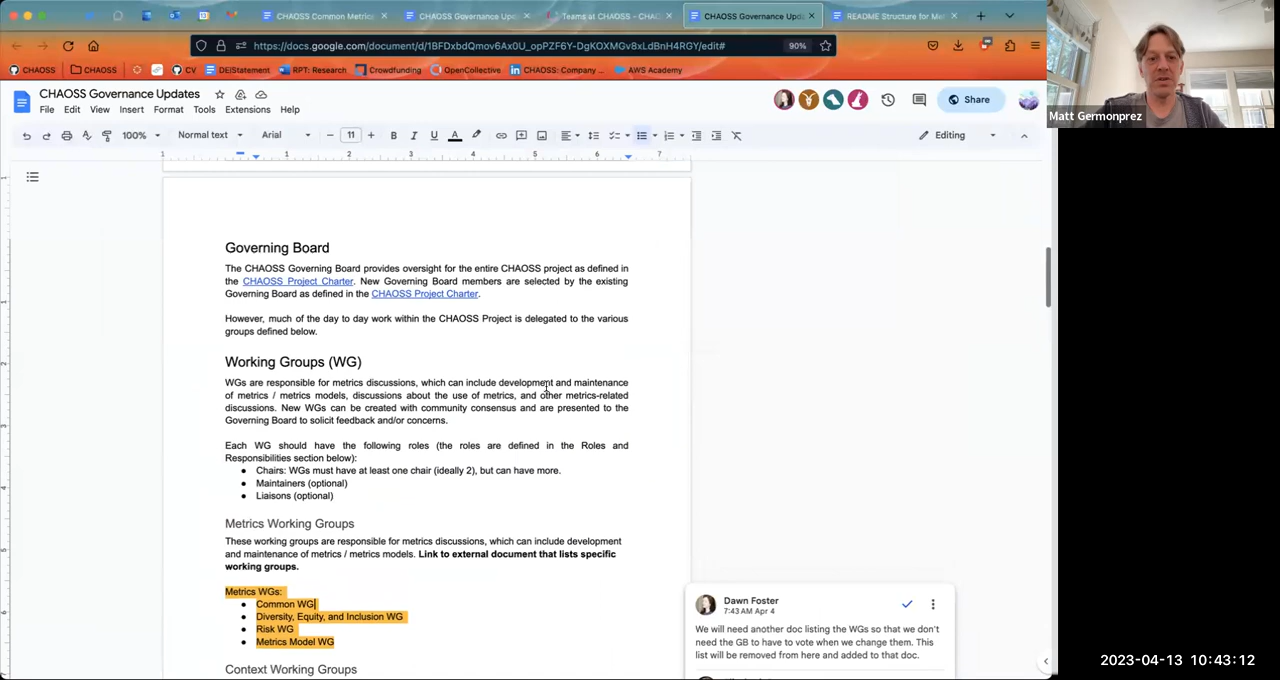 CHAOSS Common Metrics
CHAOSS Governance Upd
Teams at CHAOSS - CHA
CHAOSS Governance Upda
README Structure for Met
https://docs.google.com/document/d/1BFDxbdQmov6Ax0U_opPZF6Y-DgKOXMGv8xLdBnH4RGY/edit#
90%
CHAOSS
CHAOSS
CV
DEIStatement
RPT: Research
Crowdfunding
OpenCollective
CHAOSS: Company ...
AWS Academy
Matt Germonprez
CHAOSS Governance Updates
File Edit View Insert Format Tools Extensions Help
Share
100%
Normal text
Arial
11
Editing
1 1 2 3 4 5 6 7
Governing Board
The CHAOSS Governing Board provides oversight for the entire CHAOSS project as defined in
the CHAOSS Project Charter. New Governing Board members are selected by the existing
Governing Board as defined in the CHAOSS Project Charter.
However, much of the day to day work within the CHAOSS Project is delegated to the various
groups defined below.
Working Groups (WG)
WGs are responsible for metrics discussions, which can include development and maintenance
of metrics / metrics models, discussions about the use of metrics, and other metrics-related
discussions. New WGs can be created with community consensus and are presented to the
Governing Board to solicit feedback and/or concerns.
Each WG should have the following roles (the roles are defined in the Roles and
Responsibilities section below):
● Chairs: WGs must have at least one chair (ideally 2), but can have more.
● Maintainers (optional)
● Liaisons (optional)
Metrics Working Groups
These working groups are responsible for metrics discussions, which can include development
and maintenance of metrics / metrics models. Link to external document that lists specific
working groups.
Metrics WGs:
● Common WG
● Diversity, Equity, and Inclusion WG
● Risk WG
● Metrics Model WG
Context Working Groups
Dawn Foster
7:43 AM Apr 4
We will need another doc listing the WGs so that we don't
need the GB to have to vote when we change them. This
list will be removed from here and added to that doc.
2023-04-13 10:43:12